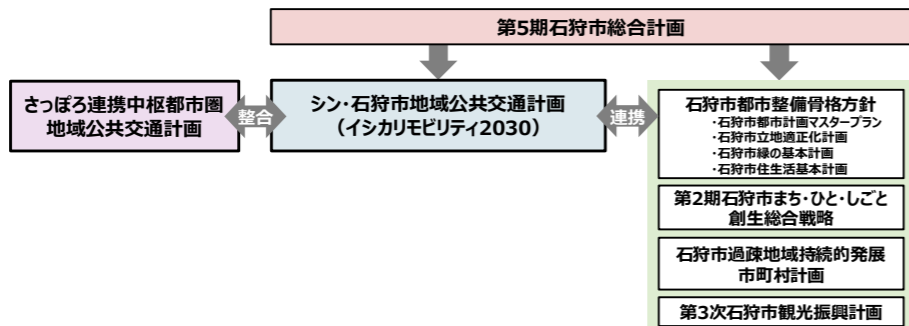 第5期石狩市総合計画
さっぽろ連携中枢都市圏
地域公共交通計画
整合
シン・石狩市地域公共交通計画
（イシカリモビリティ2030）
連携
石狩市都市整備骨格方針
・石狩市都市計画マスタープラン
・石狩市立地適正化計画
・石狩市緑の基本計画
・石狩市住生活基本計画
第2期石狩市まち・ひと・しごと
創生総合戦略
石狩市過疎地域持続的発展
市町村計画
第3次石狩市観光振興計画